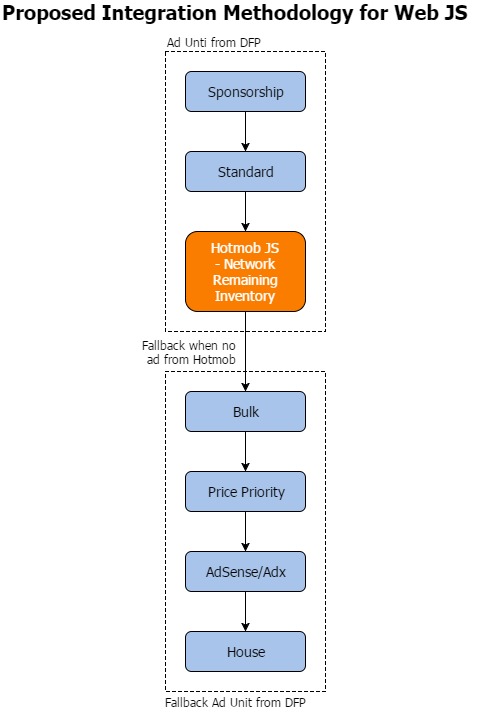 Proposed Integration Methodology for Web JS
Ad Unti from DFP
Sponsorship
Standard
Hotmob JS
- Network
Remaining
Inventory
Fallback when no
ad from Hotmob
Bulk
Price Priority
AdSense/Adx
House
Fallback Ad Unit from DFP